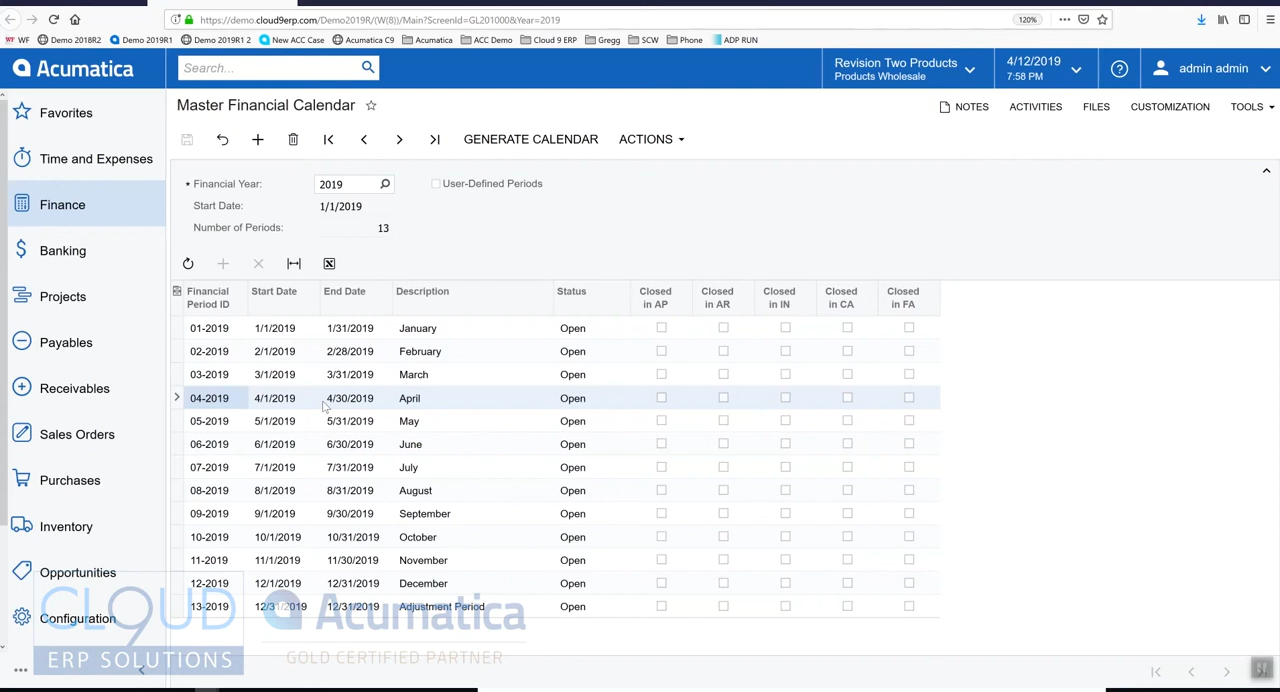 https://demo.cloud9erp.com/Demo2019R/(W(8))/Main?ScreenId=GL201000&Year=2019
120%
WF WF Demo 2018R2 Demo 2019R1 Demo 2019R1 2 New ACC Case Acumatica C9 Acumatica ACC Demo Cloud 9 ERP Gregg SCW Phone ADP RUN
Acumatica
Search...
Revision Two Products
Products Wholesale
4/12/2019
7:58 PM
admin admin
Favorites
Time and Expenses
Finance
Banking
Projects
Payables
Receivables
Sales Orders
Purchases
Inventory
Opportunities
Configuration
Master Financial Calendar
NOTES ACTIVITIES FILES CUSTOMIZATION TOOLS
GENERATE CALENDAR ACTIONS
Financial Year: 2019 User-Defined Periods
Start Date: 1/1/2019
Number of Periods: 13
Financial Period ID Start Date End Date Description Status Closed in AP Closed in AR Closed in IN Closed in CA Closed in FA
01-2019 1/1/2019 1/31/2019 January Open
02-2019 2/1/2019 2/28/2019 February Open
03-2019 3/1/2019 3/31/2019 March Open
04-2019 4/1/2019 4/30/2019 April Open
05-2019 5/1/2019 5/31/2019 May Open
06-2019 6/1/2019 6/30/2019 June Open
07-2019 7/1/2019 7/31/2019 July Open
08-2019 8/1/2019 8/31/2019 August Open
09-2019 9/1/2019 9/30/2019 September Open
10-2019 10/1/2019 10/31/2019 October Open
11-2019 11/1/2019 11/30/2019 November Open
12-2019 12/1/2019 12/31/2019 December Open
13-2019 12/31/2019 12/31/2019 Adjustment Period Open
CLOUD 9
ERP SOLUTIONS
Acumatica
GOLD CERTIFIED PARTNER